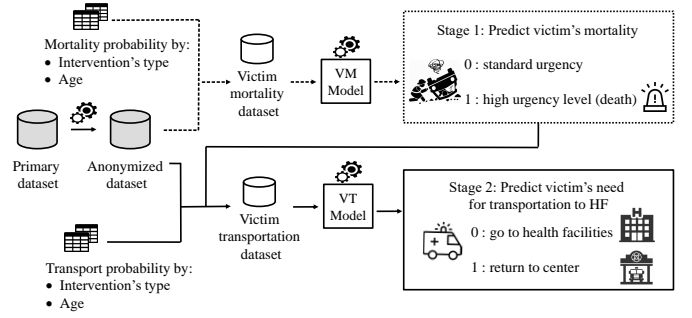 Mortality probability by:
• Intervention's type
• Age
Primary
dataset
Anonymized
dataset
Victim
mortality
dataset
VM
Model
Stage 1: Predict victim's mortality
0 : standard urgency
1 : high urgency level (death)
Transport probability by:
• Intervention's type
• Age
Victim
transportation
dataset
VT
Model
Stage 2: Predict victim's need
for transportation to HF
0 : go to health facilities
1 : return to center